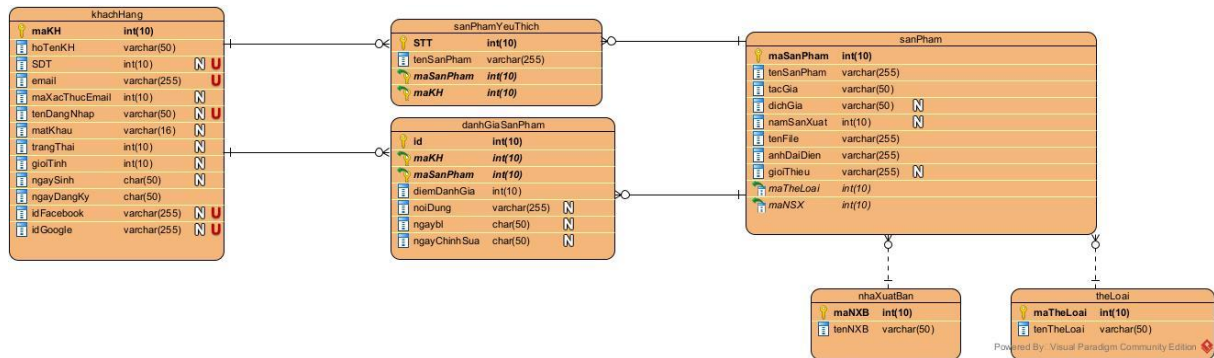 khachHang
maKH int(10)
hoTenKH varchar(50)
SDT int(10) N U
email varchar(255) U
maXacThucEmail int(10) N
tenDangNhap varchar(50) N U
matKhau varchar(16) N
trangThai int(10) N
gioiTinh int(10) N
ngaySinh char(50) N
ngayDangKy char(50)
idFacebook varchar(255) N U
idGoogle varchar(255) N U
sanPhamYeuThich
STT int(10)
tenSanPham varchar(255)
maSanPham int(10)
maKH int(10)
danhGiaSanPham
id int(10)
maKH int(10)
maSanPham int(10)
diemDanhGia int(10)
noiDung varchar(255) N
ngaybl char(50) N
ngayChinhSua char(50) N
sanPham
maSanPham int(10)
tenSanPham varchar(255)
tacGia varchar(50)
dichGia varchar(50) N
namSanXuat int(10) N
tenFile varchar(255)
anhDaiDien varchar(255)
gioiThieu varchar(255) N
maTheLoai int(10)
maNSX int(10)
nhaXuatBan
maNXB int(10)
tenNXB varchar(50)
theLoai
maTheLoai int(10)
tenTheLoai varchar(50)
Powered By Visual Paradigm Community Edition